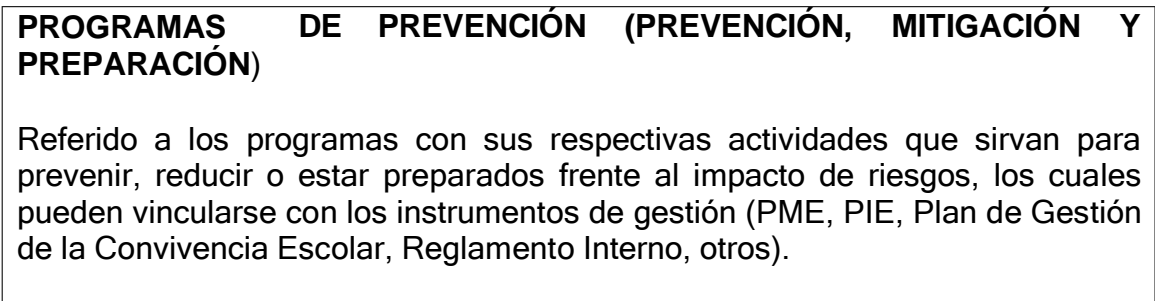 PROGRAMAS DE PREVENCIÓN (PREVENCIÓN, MITIGACIÓN Y
PREPARACIÓN)
Referido a los programas con sus respectivas actividades que sirvan para
prevenir, reducir o estar preparados frente al impacto de riesgos, los cuales
pueden vincularse con los instrumentos de gestión (PME, PIE, Plan de Gestión
de la Convivencia Escolar, Reglamento Interno, otros).